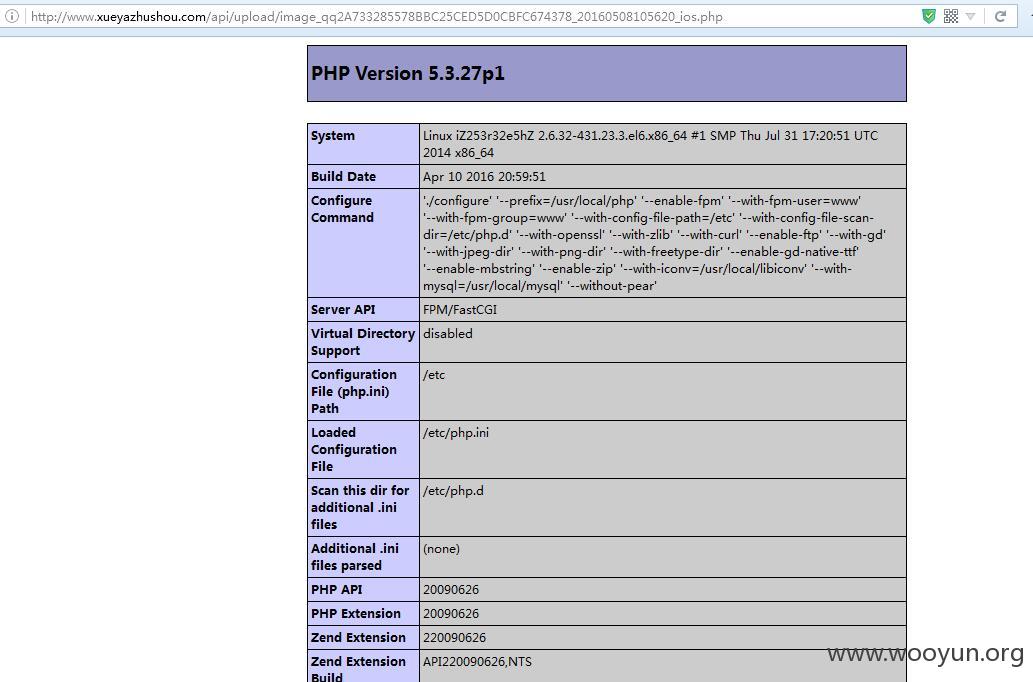 http://www.xueyazhushou.com/api/upload/image_qq2A733285578BBC25CED5D0CBFC674378_20160508105620_ios.php
PHP Version 5.3.27p1
System
Linux iZ253r32e5hZ 2.6.32-431.23.3.el6.x86_64 #1 SMP Thu Jul 31 17:20:51 UTC
2014 x86_64
Build Date
Apr 10 2016 20:59:51
Configure
Command
'./configure' '--prefix=/usr/local/php' '--enable-fpm' '--with-fpm-user=www'
'--with-fpm-group=www' '--with-config-file-path=/etc' '--with-config-file-scan-
dir=/etc/php.d' '--with-openssl' '--with-zlib' '--with-curl' '--enable-ftp' '--with-gd'
'--with-jpeg-dir' '--with-png-dir' '--with-freetype-dir' '--enable-gd-native-ttf'
'--enable-mbstring' '--enable-zip' '--with-iconv=/usr/local/libiconv' '--with-
mysql=/usr/local/mysql' '--without-pear'
Server API
FPM/FastCGI
Virtual Directory
Support
disabled
Configuration
File (php.ini)
Path
/etc
Loaded
Configuration
File
/etc/php.ini
Scan this dir for
additional .ini
files
/etc/php.d
Additional .ini
files parsed
(none)
PHP API
20090626
PHP Extension
20090626
Zend Extension
220090626
Zend Extension
Build
API220090626,NTS
www.wooyun.org